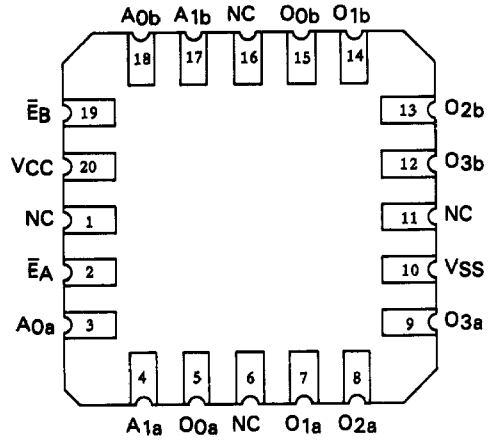 A0b A1b NC O0b O1b
18 17 16 15 14
ĒB 19 13 O2b
VCC 20 12 O3b
NC 1 11 NC
ĒA 2 10 VSS
A0a 3 9 O3a
4 5 6 7 8
A1a O0a NC O1a O2a